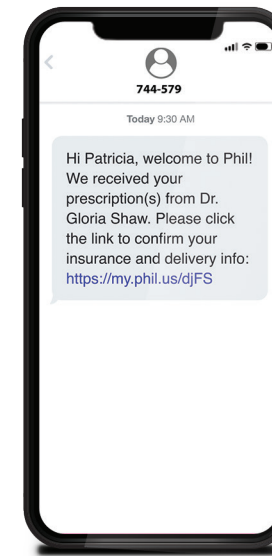 744-579
Today 9:30 AM
Hi Patricia, welcome to Phil!
We received your
prescription(s) from Dr.
Gloria Shaw. Please click
the link to confirm your
insurance and delivery info:
https://my.phil.us/djFS